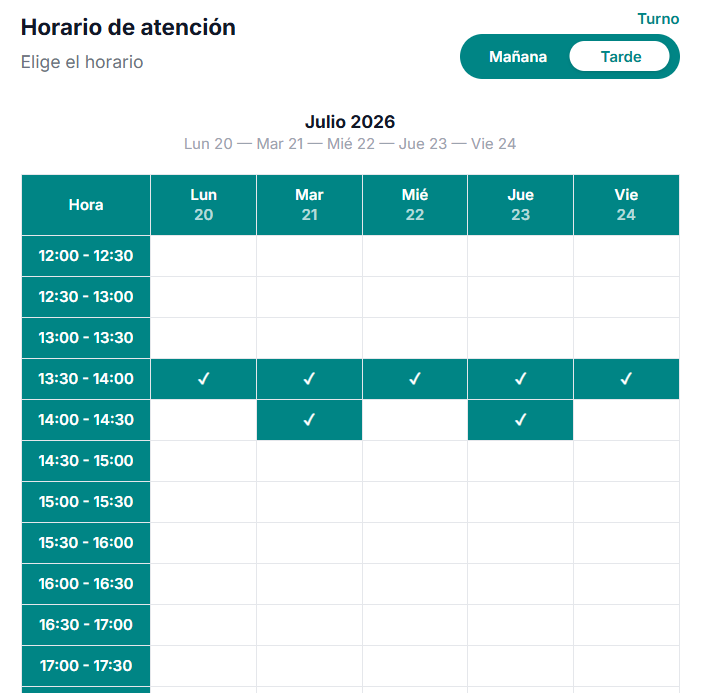 Horario de atención
Elige el horario
Turno
Mañana Tarde
Julio 2026
Lun 20 — Mar 21 — Mié 22 — Jue 23 — Vie 24
Hora Lun Mar Mié Jue Vie
20 21 22 23 24
12:00 - 12:30
12:30 - 13:00
13:00 - 13:30
13:30 - 14:00 ✓ ✓ ✓ ✓ ✓
14:00 - 14:30 ✓ ✓
14:30 - 15:00
15:00 - 15:30
15:30 - 16:00
16:00 - 16:30
16:30 - 17:00
17:00 - 17:30